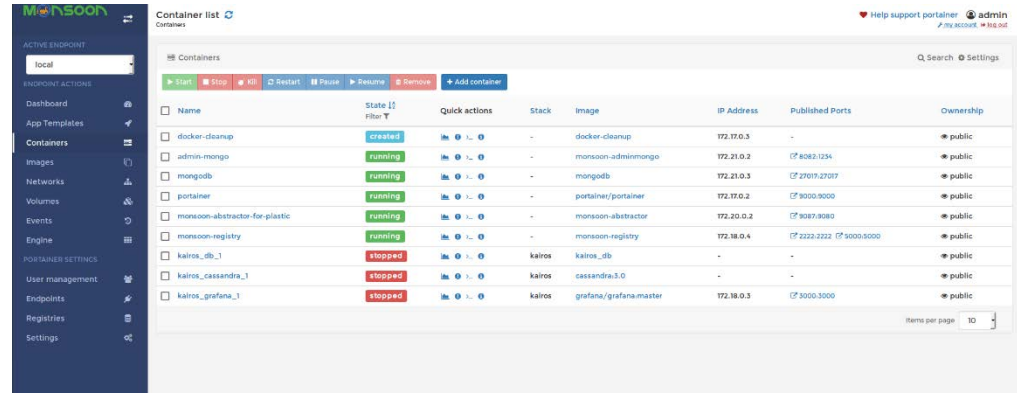 MONSOON
Container list
Containers
Help support portainer admin
my account log out
ACTIVE ENDPOINT
local
ENDPOINT ACTIONS
Dashboard
App Templates
Containers
Images
Networks
Volumes
Events
Engine
PORTAINER SETTINGS
User management
Endpoints
Registries
Settings
Containers
Search Settings
Start Stop Kill Restart Pause Resume Remove + Add container
Name State Filter Quick actions Stack Image IP Address Published Ports Ownership
docker-cleanup created - docker-cleanup 172.17.0.3 - public
admin-mongo running - monsoon-adminmongo 172.21.0.2 8082:1234 public
mongodb running - mongodb 172.21.0.3 27017:27017 public
portainer running - portainer/portainer 172.17.0.2 9000:9000 public
monsoon-abstractor-for-plastic running - monsoon-abstractor 172.20.0.2 9087:9080 public
monsoon-registry running - monsoon-registry 172.18.0.4 2222:2222 5000:5000 public
kairos_db_1 stopped kairos kairos_db - - public
kairos_cassandra_1 stopped kairos cassandra:3.0 - - public
kairos_grafana_1 stopped kairos grafana/grafana:master 172.18.0.3 3000:3000 public
Items per page 10